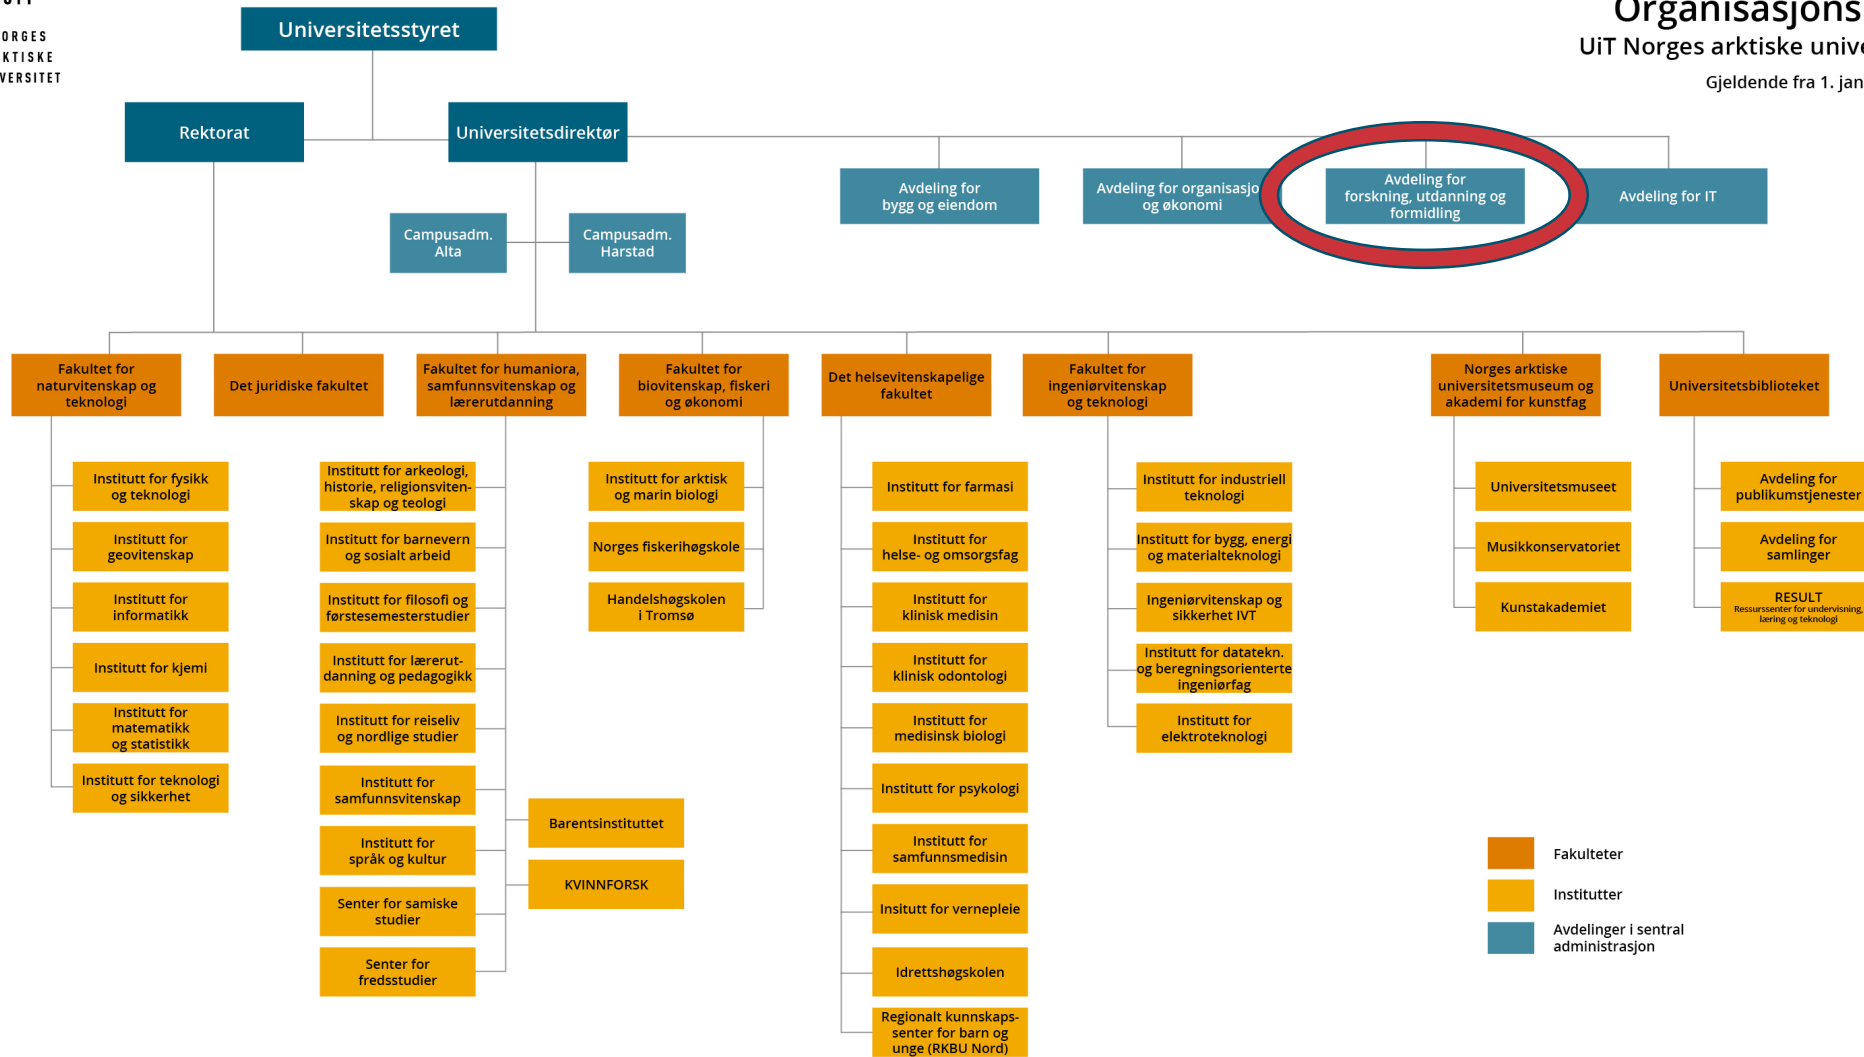 ORGES
KTISKE
VERSITET
Organisasjons
UiT Norges arktiske unive
Gjeldende fra 1. jan
Universitetsstyret
Rektorat
Universitetsdirektør
Avdeling for
bygg og eiendom
Avdeling for organisasjo
og økonomi
Avdeling for
forskning, utdanning og
formidling
Avdeling for IT
Campusadm.
Alta
Campusadm.
Harstad
Fakultet for
naturvitenskap og
teknologi
Det juridiske fakultet
Fakultet for humaniora,
samfunnsvitenskap og
lærerutdanning
Fakultet for
biovitenskap, fiskeri
og økonomi
Det helsevitenskapelige
fakultet
Fakultet for
ingeniørvitenskap
og teknologi
Norges arktiske
universitetsmuseum og
akademi for kunstfag
Universitetsbiblioteket
Institutt for fysikk
og teknologi
Institutt for
geovitenskap
Institutt for
informatikk
Institutt for kjemi
Institutt for
matematikk
og statistikk
Institutt for teknologi
og sikkerhet
Institutt for arkeologi,
historie, religionsviten-
skap og teologi
Institutt for barnevern
og sosialt arbeid
Institutt for filosofi og
førstesemesterstudier
Institutt for lærerut-
danning og pedagogikk
Institutt for reiseliv
og nordlige studier
Institutt for
samfunnsvitenskap
Institutt for
språk og kultur
Senter for samiske
studier
Senter for
fredsstudier
Barentsinstituttet
KVINNFORSK
Institutt for arktisk
og marin biologi
Norges fiskerihøgskole
Handelshøgskolen
i Tromsø
Institutt for farmasi
Institutt for
helse- og omsorgsfag
Institutt for
klinisk medisin
Institutt for
klinisk odontologi
Institutt for
medisinsk biologi
Institutt for psykologi
Institutt for
samfunnsmedisin
Insitutt for vernepleie
Idrettshøgskolen
Regionalt kunnskaps-
senter for barn og
unge (RKBU Nord)
Institutt for industriell
teknologi
Institutt for bygg, energi
og materialteknologi
Ingeniørvitenskap og
sikkerhet IVT
Institutt for datatekn.
og beregningsorienterte
ingeniørfag
Institutt for
elektroteknologi
Universitetsmuseet
Musikkonservatoriet
Kunstakademiet
Avdeling for
publikumstjenester
Avdeling for
samlinger
RESULT
Ressurssenter for undervisning,
læring og teknologi
Fakulteter
Institutter
Avdelinger i sentral
administrasjon